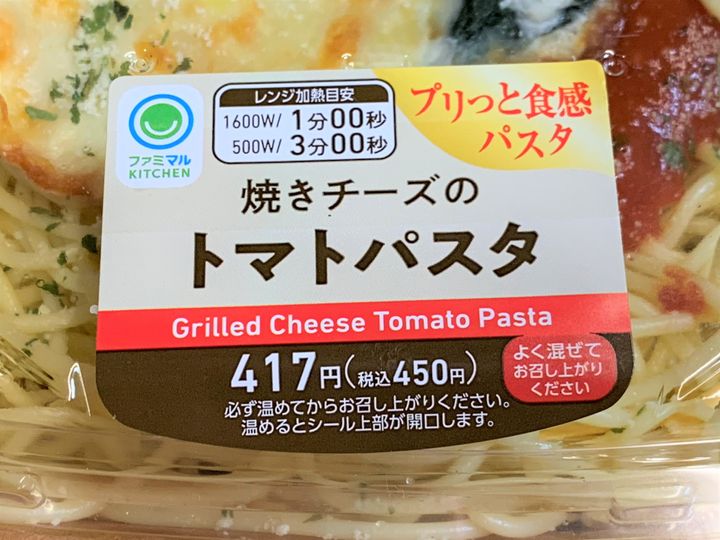 ファミマル
KITCHEN
レンジ加熱目安
1600W/ 1分00秒
500W/ 3分00秒
プリっと食感
パスタ
焼きチーズの
トマトパスタ
Grilled Cheese Tomato Pasta
417円(税込450円)
必ず温めてからお召し上がりください。
温めるとシール上部が開口します。
よく混ぜて
お召し上がり
ください